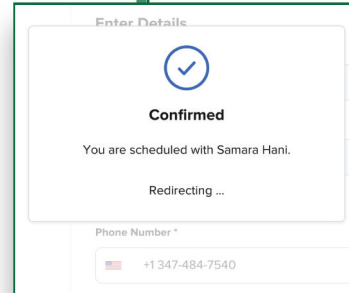 Enter Details
Confirmed
You are scheduled with Samara Hani.
Redirecting ...
Phone Number *
+1 347-484-7540